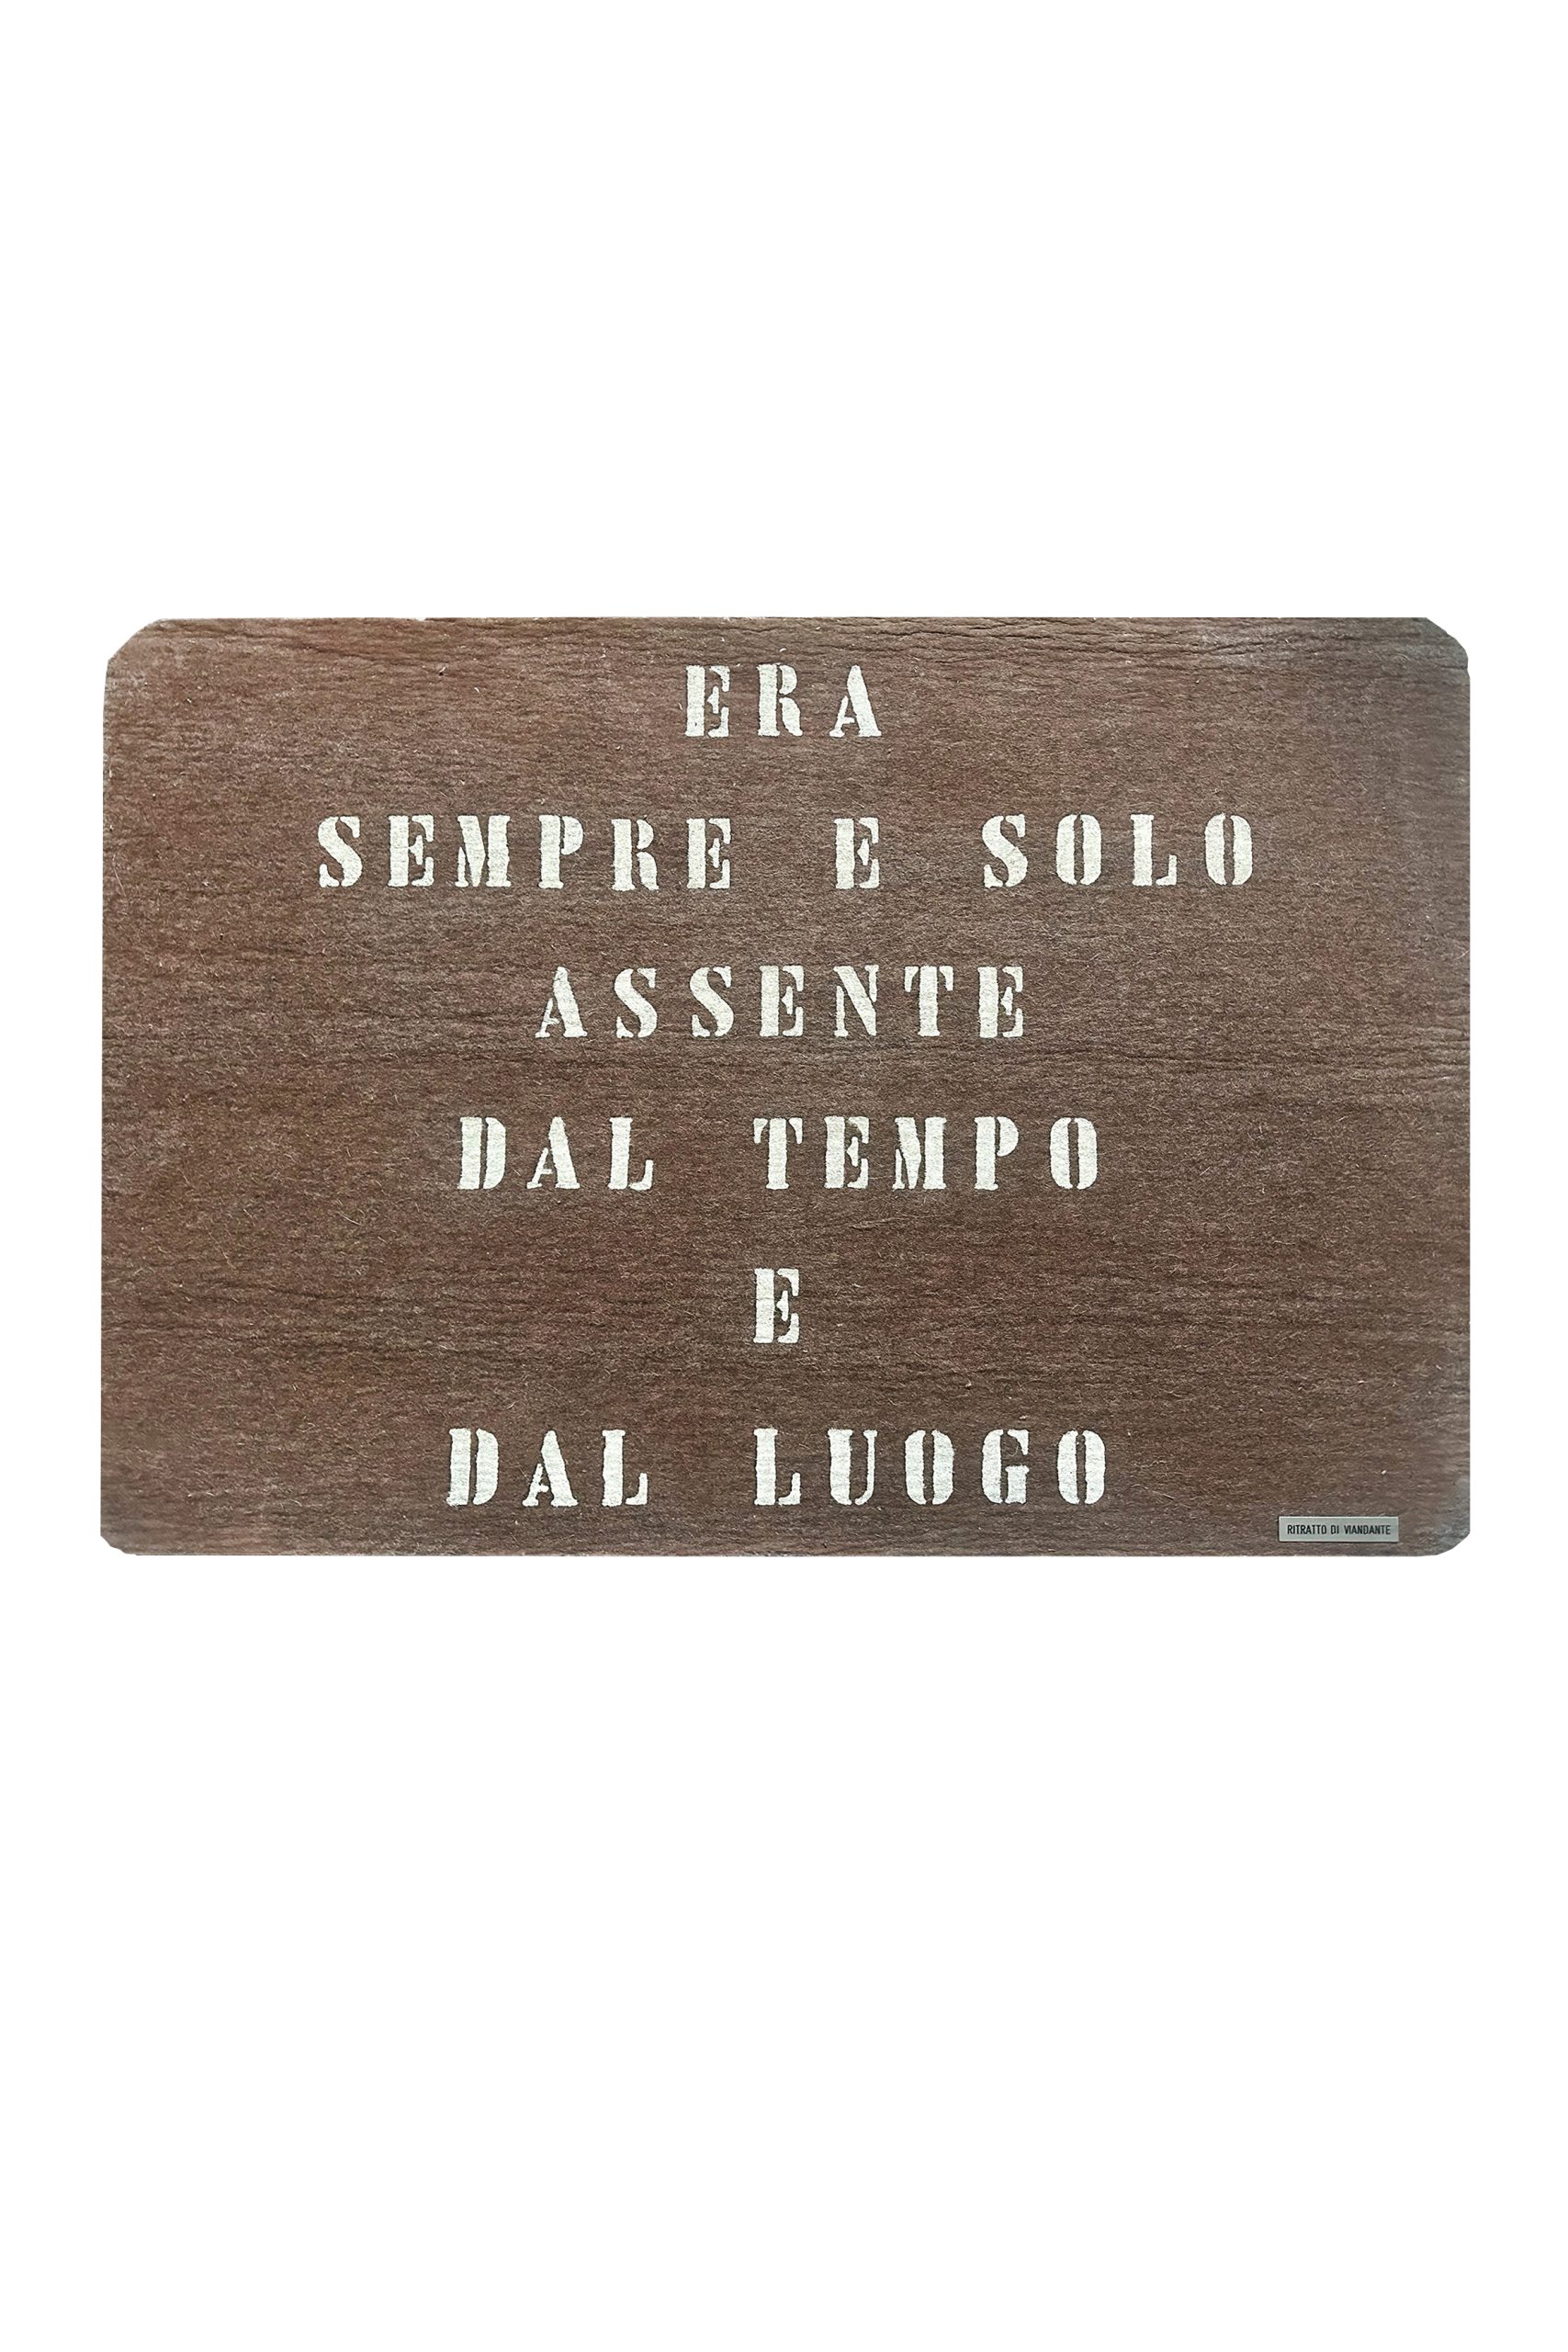 ERA
SEMPRE E SOLO
ASSENTE
DAL TEMPO
E
DAL LUOGO
RITRATTO DI VIANDANTE